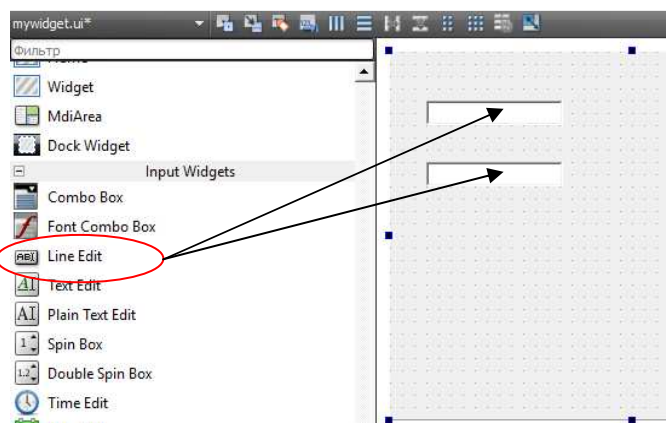 mywidget.ui*
Фильтр
Widget
MdiArea
Dock Widget
Input Widgets
Combo Box
Font Combo Box
Line Edit
Text Edit
Plain Text Edit
Spin Box
Double Spin Box
Time Edit